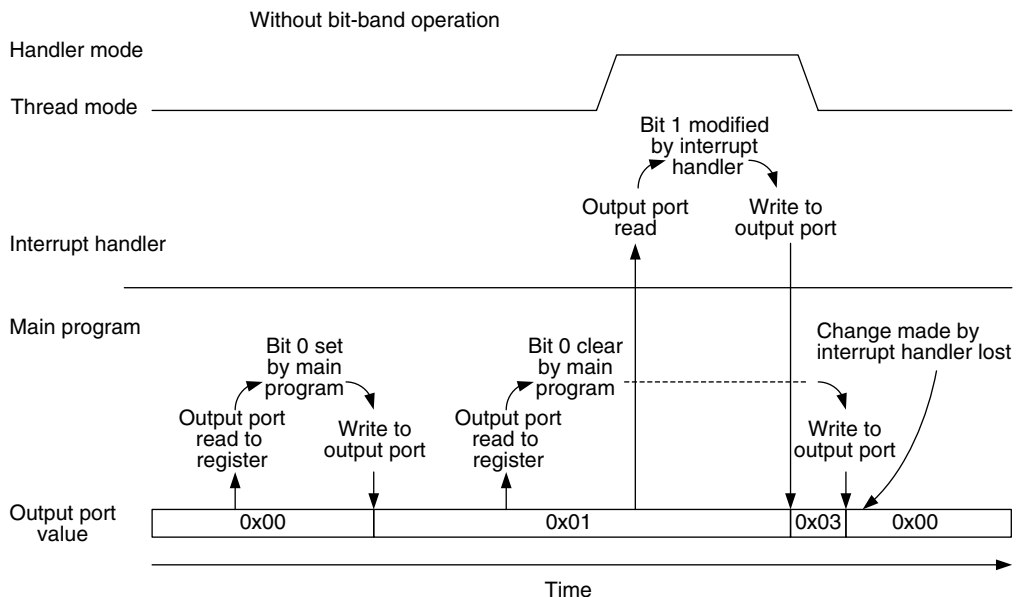 Without bit-band operation
Handler mode
Thread mode
Bit 1 modified
by interrupt
handler
Output port
read
Write to
output port
Interrupt handler
Main program
Bit 0 set
by main
program
Output port
read to
register
Write to
output port
Bit 0 clear
by main
program
Output port
read to
register
Change made by
interrupt handler lost
Write to
output port
Output port
value
0x00
0x01
0x03
0x00
Time